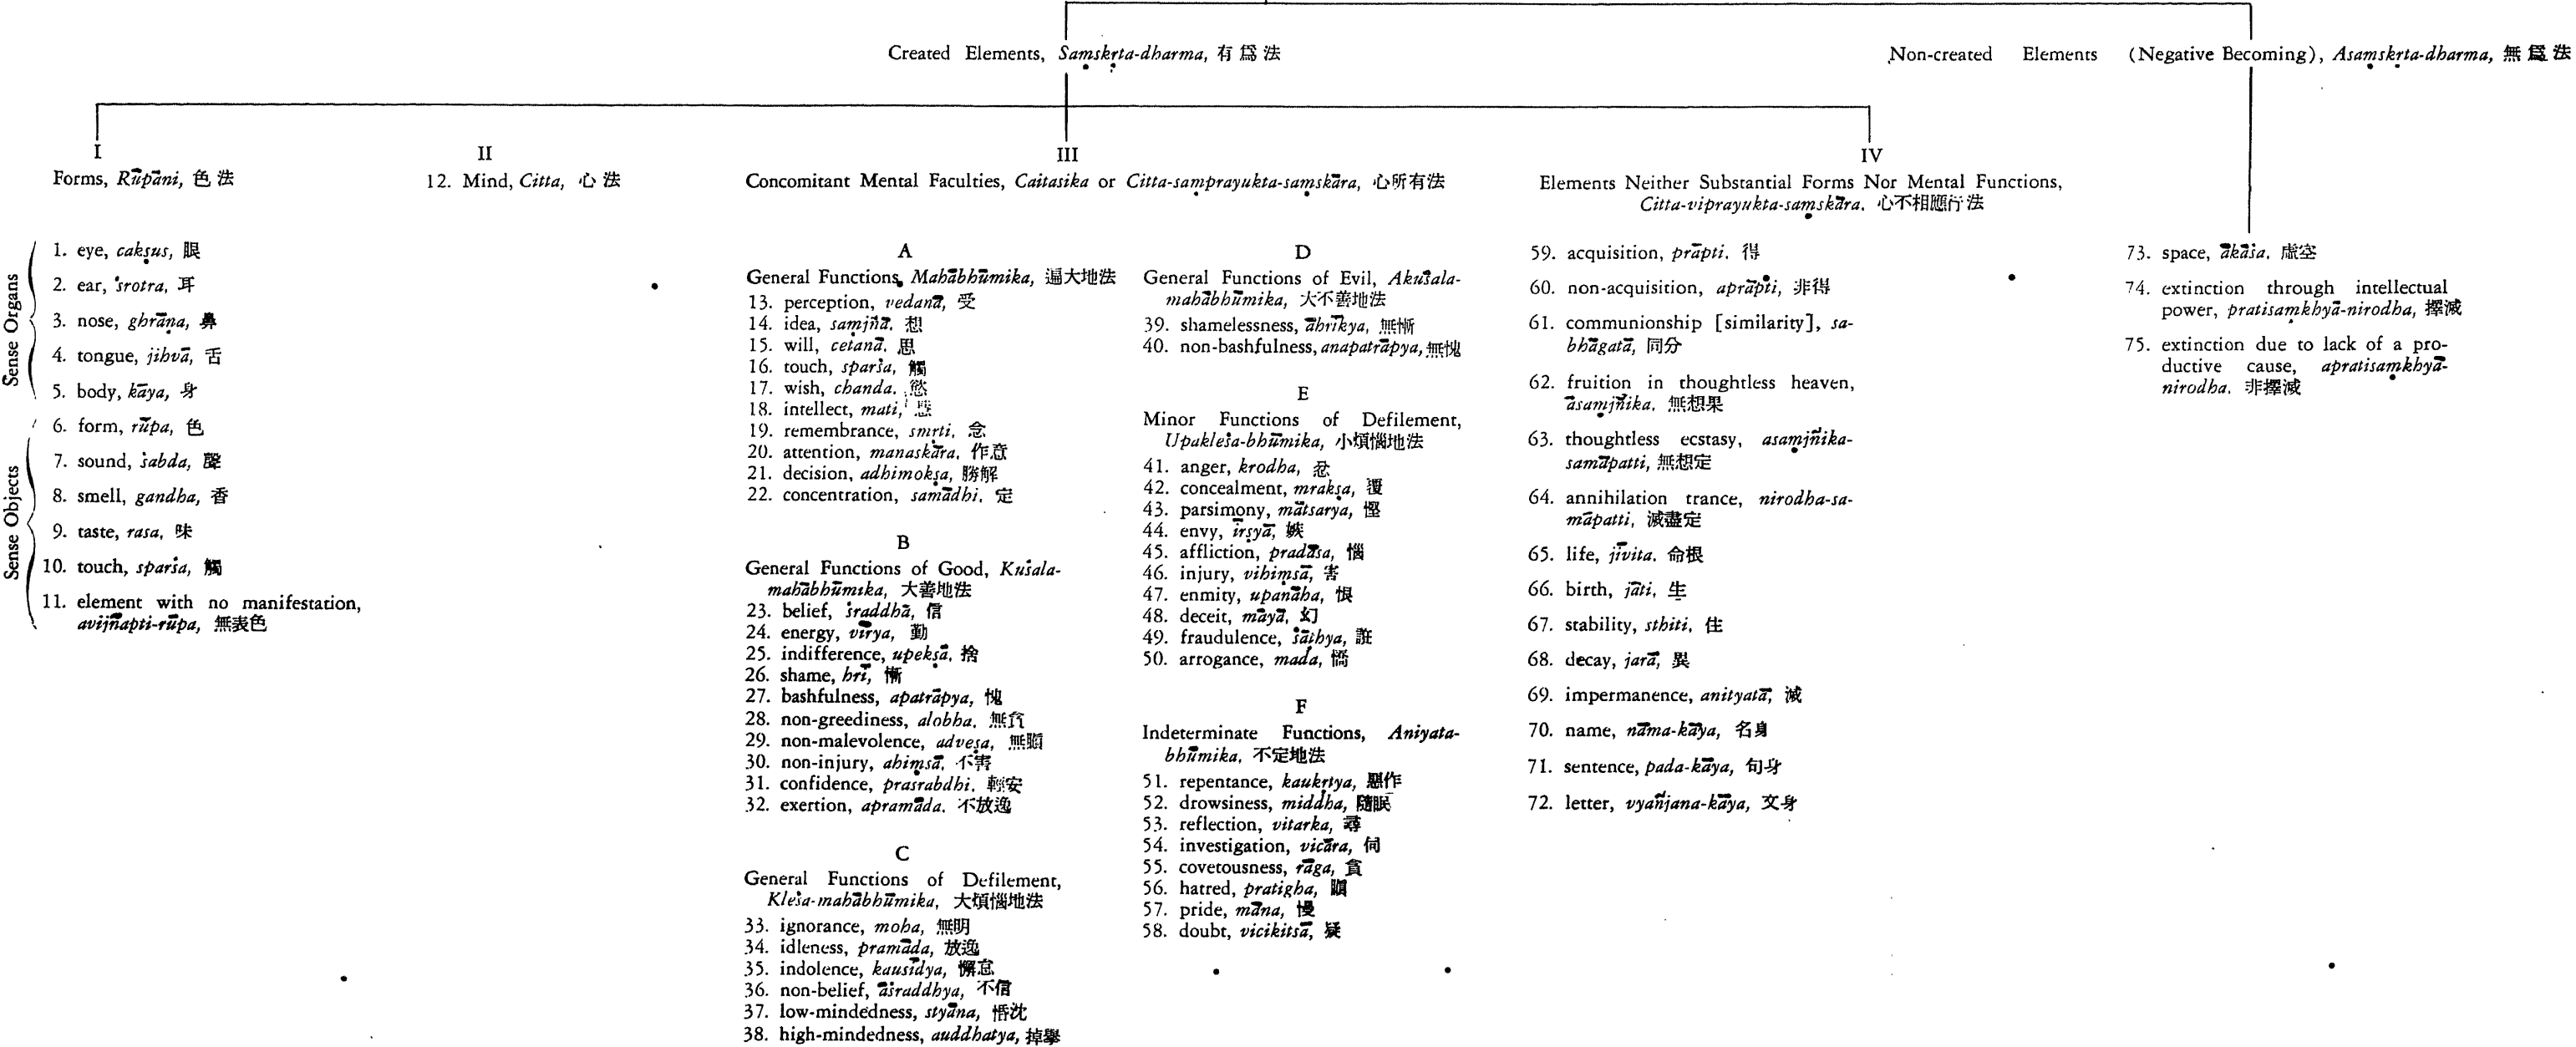 Created Elements, Saṃskṛta-dharma, 有爲法
Non-created Elements (Negative Becoming), Asaṃskṛta-dharma, 無爲法
I
Forms, Rūpāni, 色法
Sense Organs
1. eye, cakṣus, 眼
2. ear, śrotra, 耳
3. nose, ghrāṇa, 鼻
4. tongue, jihvā, 舌
5. body, kāya, 身
Sense Objects
6. form, rūpa, 色
7. sound, śabda, 聲
8. smell, gandha, 香
9. taste, rasa, 味
10. touch, sparśa, 觸
11. element with no manifestation,
avijñapti-rūpa, 無表色
II
12. Mind, Citta, 心法
III
Concomitant Mental Faculties, Caitasika or Citta-saṃprayukta-saṃskāra, 心所有法
A
General Functions, Mahābhūmika, 遍大地法
13. perception, vedanā, 受
14. idea, saṃjñā, 想
15. will, cetanā, 思
16. touch, sparśa, 觸
17. wish, chanda, 慾
18. intellect, mati, 慧
19. remembrance, smṛti, 念
20. attention, manaskāra, 作意
21. decision, adhimokṣa, 勝解
22. concentration, samādhi, 定
B
General Functions of Good, Kuśala-
mahābhūmika, 大善地法
23. belief, śraddhā, 信
24. energy, vīrya, 勤
25. indifference, upekṣā, 捨
26. shame, hrī, 慚
27. bashfulness, apatrāpya, 愧
28. non-greediness, alobha, 無貪
29. non-malevolence, adveṣa, 無瞋
30. non-injury, ahiṃsā, 不害
31. confidence, prasrabdhi, 輕安
32. exertion, apramāda, 不放逸
C
General Functions of Defilement,
Kleśa-mahābhūmika, 大煩惱地法
33. ignorance, moha, 無明
34. idleness, pramāda, 放逸
35. indolence, kausīdya, 懈怠
36. non-belief, āśraddhya, 不信
37. low-mindedness, styāna, 惛沈
38. high-mindedness, auddhatya, 掉擧
D
General Functions of Evil, Akuśala-
mahābhūmika, 大不善地法
39. shamelessness, āhrīkya, 無慚
40. non-bashfulness, anapatrāpya, 無愧
E
Minor Functions of Defilement,
Upakleśa-bhūmika, 小煩惱地法
41. anger, krodha, 忿
42. concealment, mrakṣa, 覆
43. parsimony, mātsarya, 慳
44. envy, īrṣyā, 嫉
45. affliction, pradāsa, 惱
46. injury, vihiṃsā, 害
47. enmity, upanāha, 恨
48. deceit, māyā, 幻
49. fraudulence, śāṭhya, 誑
50. arrogance, mada, 憍
F
Indeterminate Functions, Aniyata-
bhūmika, 不定地法
51. repentance, kaukṛtya, 惡作
52. drowsiness, middha, 隨眠
53. reflection, vitarka, 尋
54. investigation, vicāra, 伺
55. covetousness, rāga, 貪
56. hatred, pratigha, 瞋
57. pride, māna, 慢
58. doubt, vicikitsā, 疑
IV
Elements Neither Substantial Forms Nor Mental Functions,
Citta-viprayukta-saṃskāra, 心不相應行法
59. acquisition, prāpti, 得
60. non-acquisition, aprāpti, 非得
61. communionship [similarity], sa-
bhāgatā, 同分
62. fruition in thoughtless heaven,
āsaṃjñika, 無想果
63. thoughtless ecstasy, asaṃjñika-
samāpatti, 無想定
64. annihilation trance, nirodha-sa-
māpatti, 滅盡定
65. life, jīvita, 命根
66. birth, jāti, 生
67. stability, sthiti, 住
68. decay, jarā, 異
69. impermanence, anityatā, 滅
70. name, nāma-kāya, 名身
71. sentence, pada-kāya, 句身
72. letter, vyañjana-kāya, 文身
73. space, ākāśa, 虛空
74. extinction through intellectual
power, pratisaṃkhyā-nirodha, 擇滅
75. extinction due to lack of a pro-
ductive cause, apratisaṃkhyā-
nirodha, 非擇滅